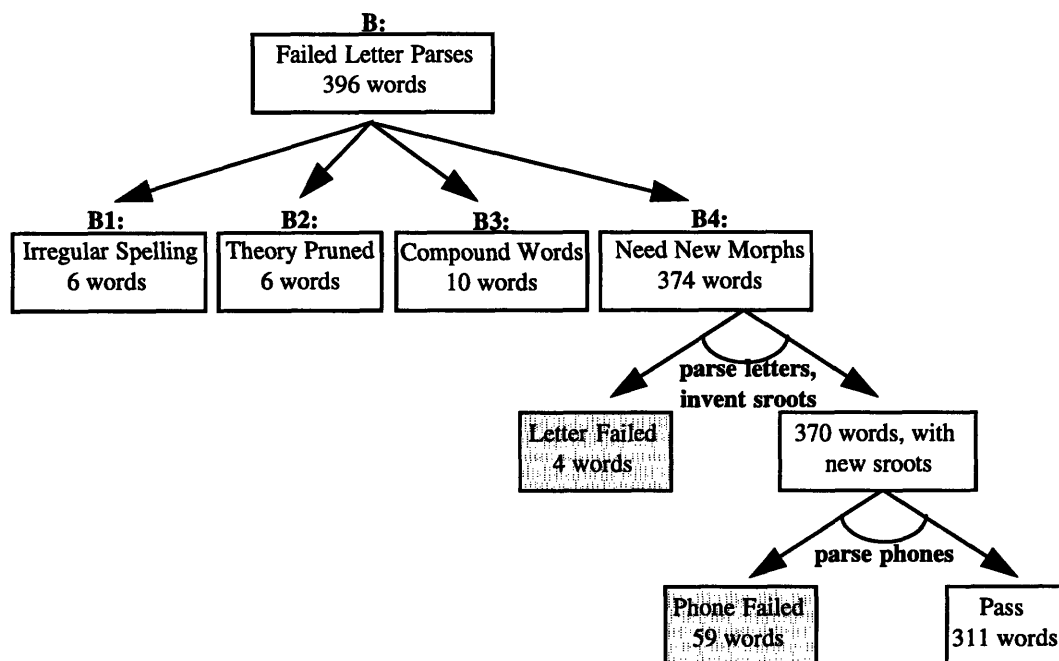 B:
Failed Letter Parses
396 words
B1:
Irregular Spelling
6 words
B2:
Theory Pruned
6 words
B3:
Compound Words
10 words
B4:
Need New Morphs
374 words
parse letters,
invent sroots
Letter Failed
4 words
370 words, with
new sroots
parse phones
Phone Failed
59 words
Pass
311 words